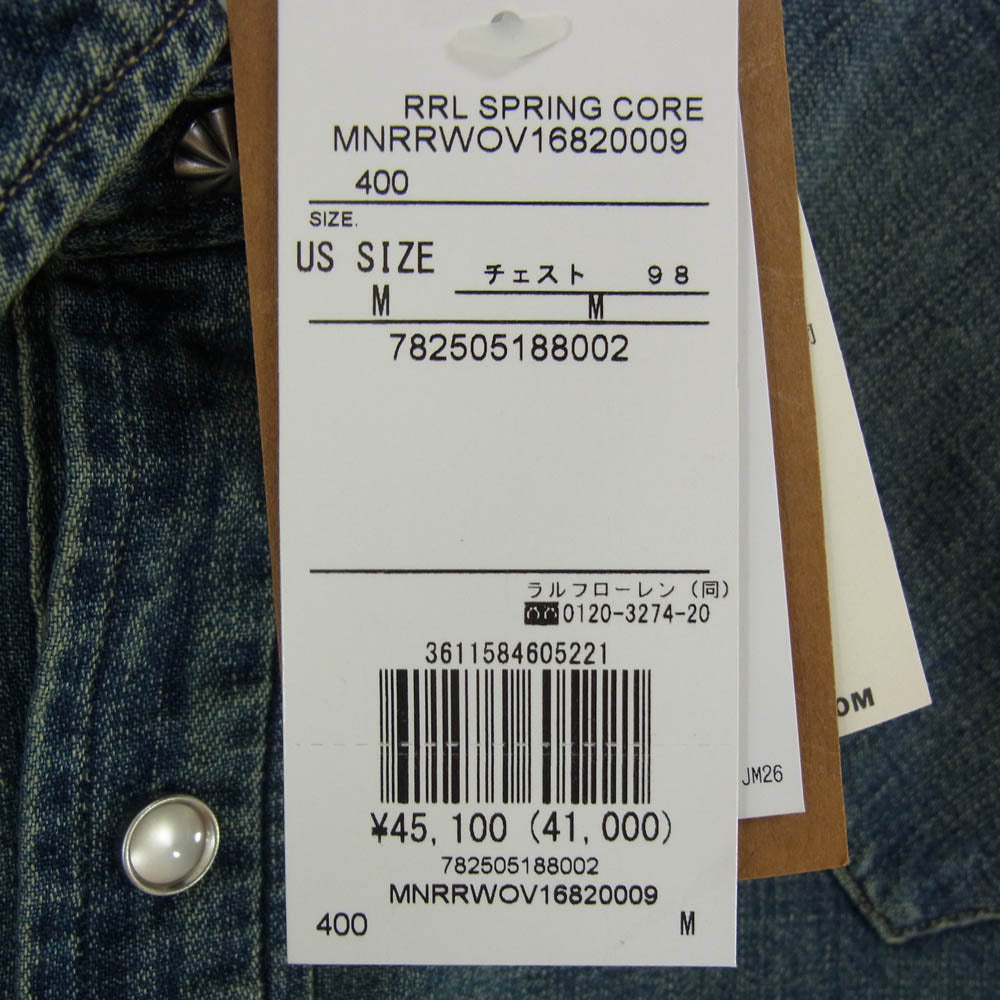 RRL SPRING CORE
MNRRWOV16820009
400
SIZE.
US SIZE
チェスト 98
M M
782505188002
ラルフローレン(同)
0120-3274-20
3611584605221
¥45,100 (41,000)
782505188002
MNRRWOV16820009
400 M
JM26
OM